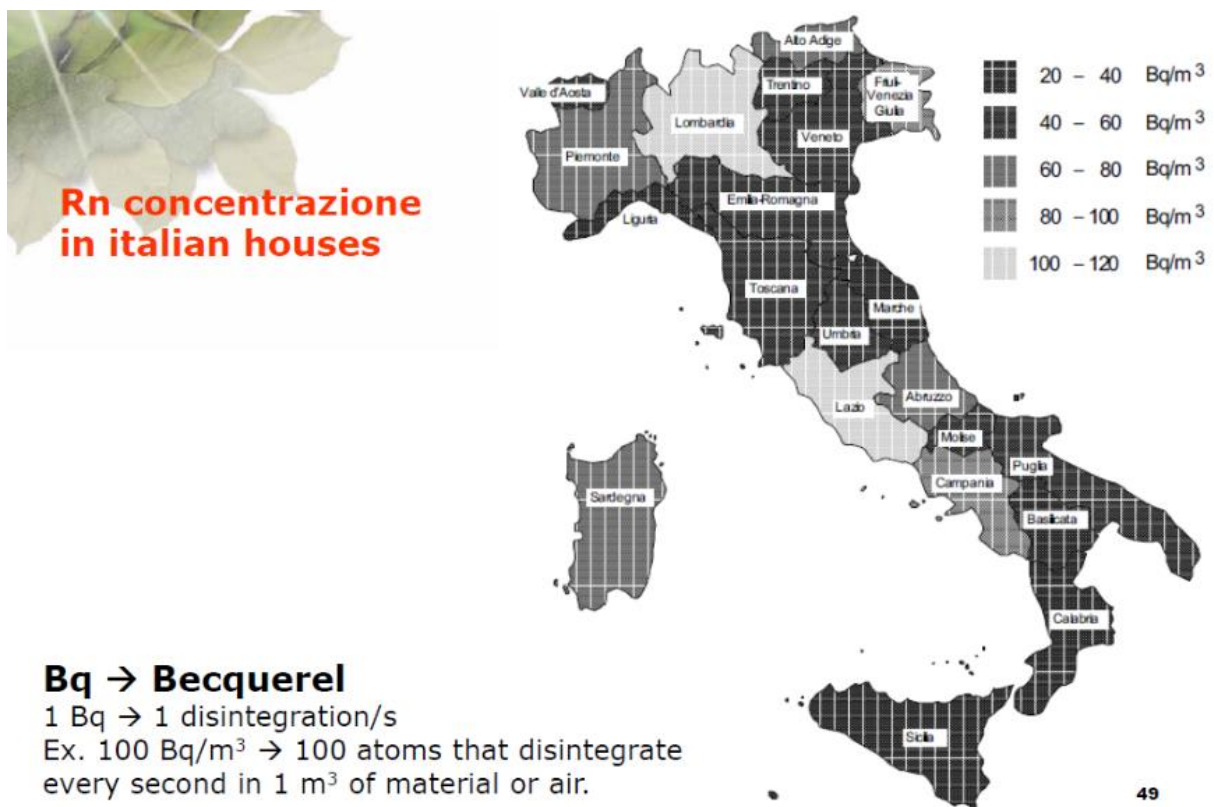 Rn concentrazione
in italian houses
Alto Adige
Valle d'Aosta
Trentino
Friuli-
Venezia
Giulia
Lombardia
Veneto
Piemonte
Emilia-Romagna
Liguria
Toscana
Marche
Umbria
Lazio
Abruzzo
Molise
Puglia
Campania
Basilicata
Sardegna
Calabria
Sicilia
20 – 40 Bq/m³
40 – 60 Bq/m³
60 – 80 Bq/m³
80 – 100 Bq/m³
100 – 120 Bq/m³
Bq → Becquerel
1 Bq → 1 disintegration/s
Ex. 100 Bq/m³ → 100 atoms that disintegrate
every second in 1 m³ of material or air.
49